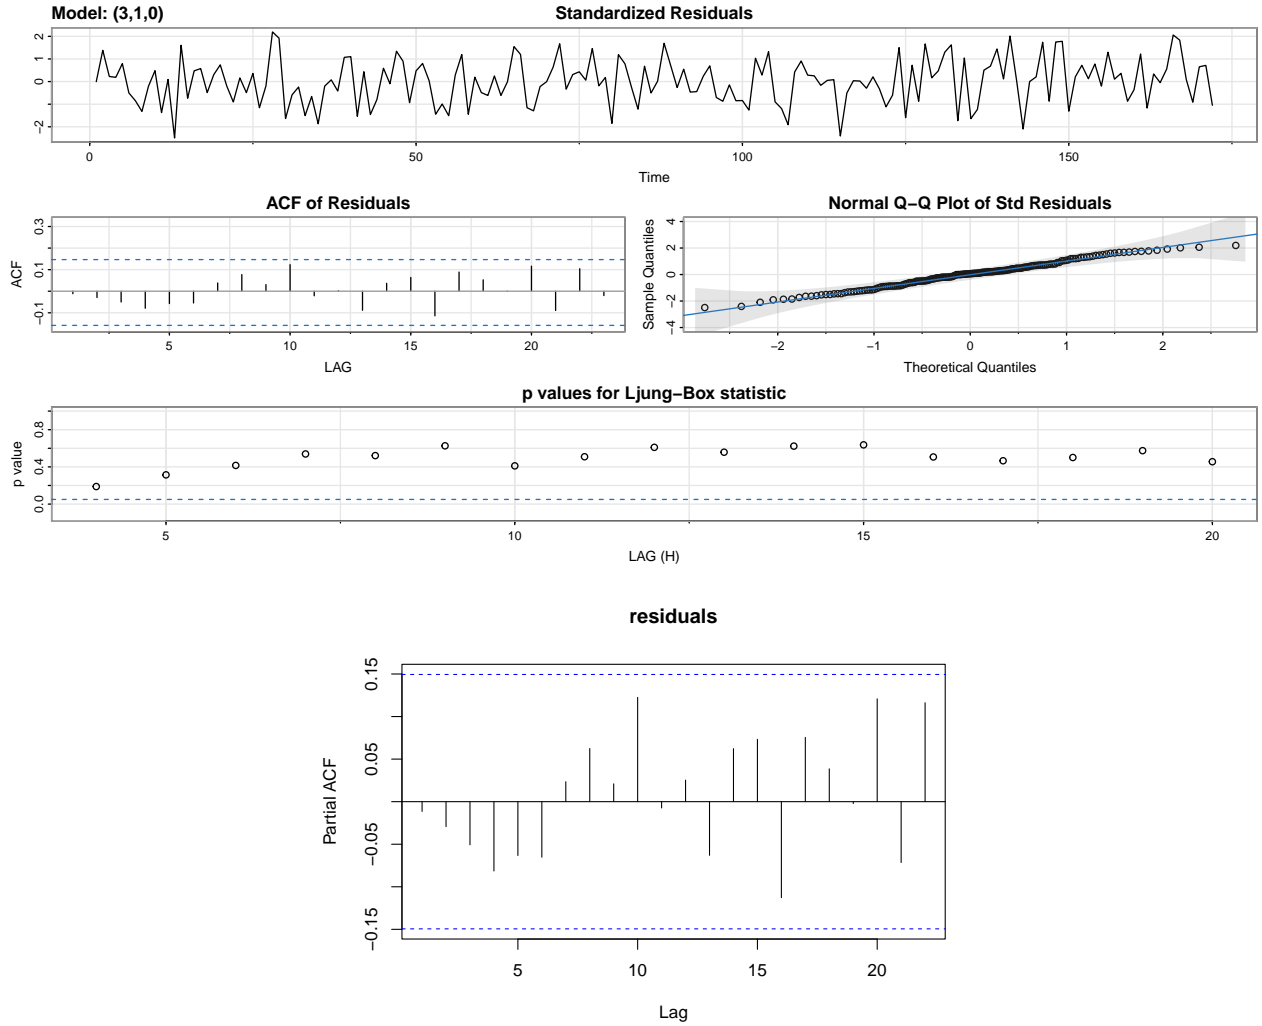 Model: (3,1,0) Standardized Residuals
2
1
0
−2
0 50 100 150
Time
ACF of Residuals
ACF
0.3
0.1
−0.1
5 10 15 20
LAG
Normal Q−Q Plot of Std Residuals
Sample Quantiles
4
2
0
−2
−4
−2 −1 0 1 2
Theoretical Quantiles
p values for Ljung−Box statistic
p value
0.8
0.4
0.0
5 10 15 20
LAG (H)
residuals
Partial ACF
0.15
0.05
−0.05
−0.15
5 10 15 20
Lag